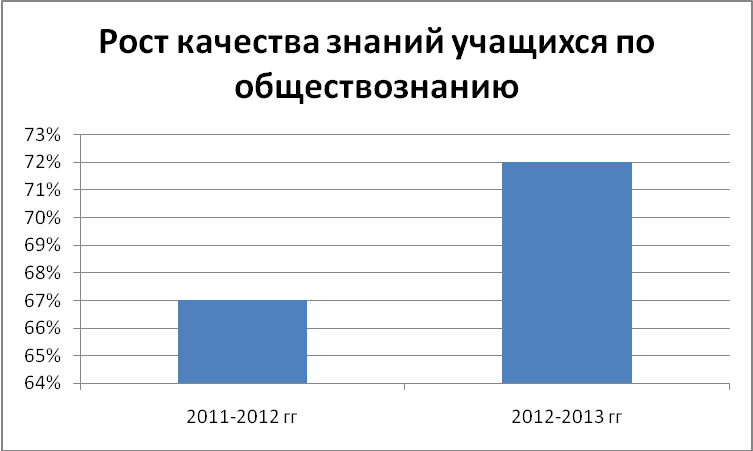 Рост качества знаний учащихся по
обществознанию
73%
72%
71%
70%
69%
68%
67%
66%
65%
64%
2011-2012 гг
2012-2013 гг